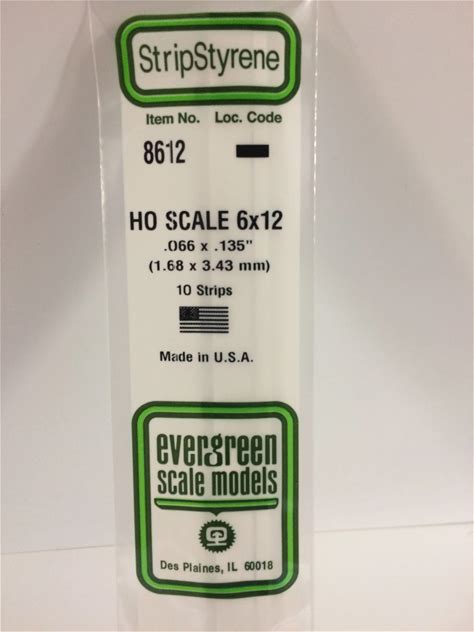 StripStyrene
Item No. Loc. Code
8612
HO SCALE 6x12
.066 x .135"
(1.68 x 3.43 mm)
10 Strips
Made in U.S.A.
evergreen
scale models
Des Plaines, IL 60018